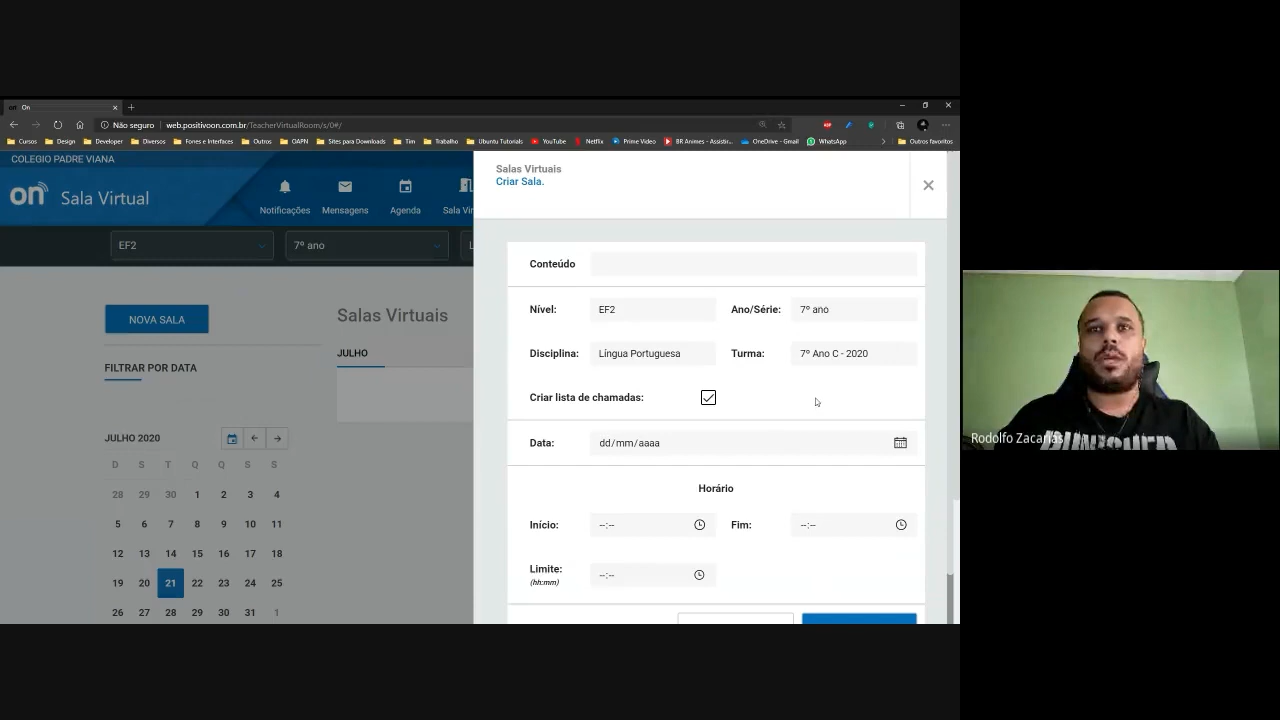 On
Não seguro | web.positivoon.com.br/TeacherVirtualRoom/s/0#/
Cursos Design Developer Diversos Fones e Interfaces Outros OAPN Sites para Downloads Tim Trabalho Ubuntu Tutorials YouTube Netflix Prime Video BR Animes - Assistir... OneDrive - Gmail WhatsApp Outros favoritos
COLEGIO PADRE VIANA
on Sala Virtual
Notificações Mensagens Agenda Sala Vir
EF2 7º ano L
NOVA SALA
FILTRAR POR DATA
JULHO 2020
D S T Q Q S S
28 29 30 1 2 3 4
5 6 7 8 9 10 11
12 13 14 15 16 17 18
19 20 21 22 23 24 25
26 27 28 29 30 31 1
Salas Virtuais
JULHO
Salas Virtuais
Criar Sala.
Conteúdo
Nível: EF2 Ano/Série: 7º ano
Disciplina: Língua Portuguesa Turma: 7º Ano C - 2020
Criar lista de chamadas:
Data: dd/mm/aaaa
Horário
Início: --:-- Fim: --:--
Limite: --:--
(hh:mm)
Rodolfo Zacarias
PUNISHER